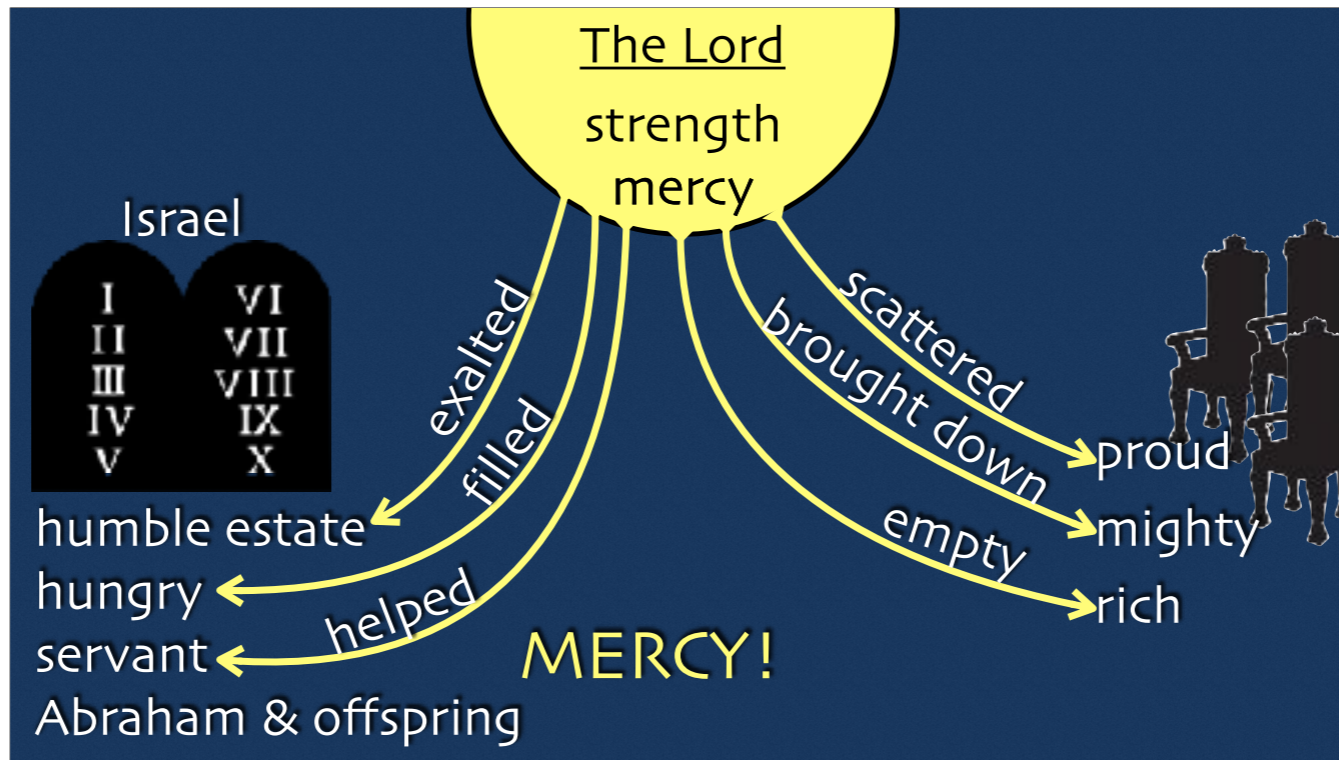 The Lord
strength
mercy
Israel
I VI
II VII
III VIII
IV IX
V X
exalted
filled
helped
scattered
brought down
empty
humble estate
hungry
servant
Abraham & offspring
proud
mighty
rich
MERCY!